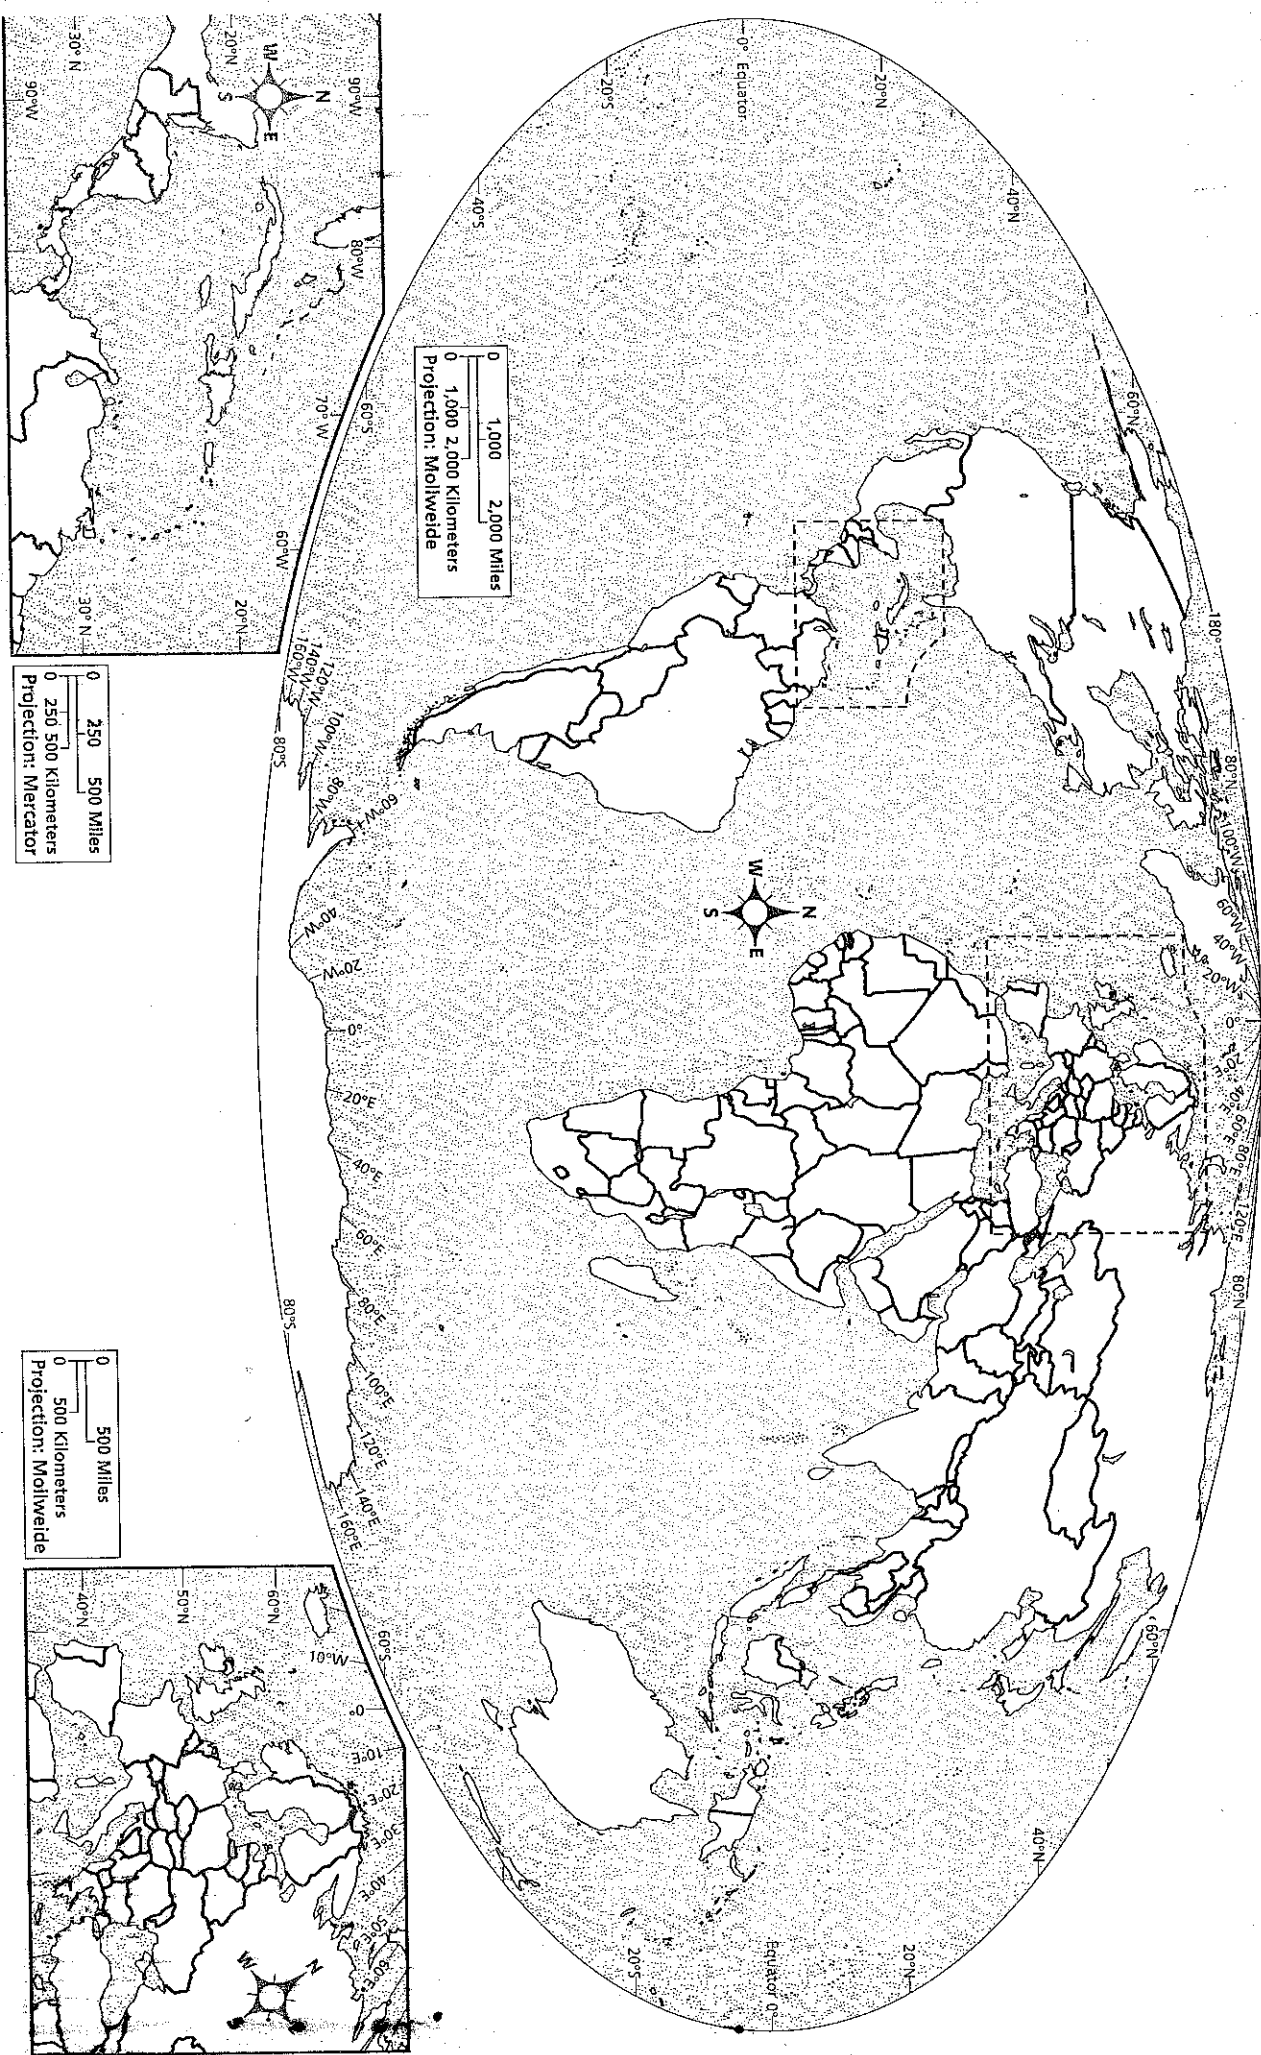 0° Equator
20°N
40°N
60°N
180°
80°N
100°W
60°W
40°W
20°W
0°
20°E
40°E
60°E
80°E
120°E
80°N
60°N
40°N
20°N
Equator 0°
20°S
20°S
40°S
60°S
80°S
160°W
140°W
120°W
100°W
80°W
60°W
40°W
20°W
0°
20°E
40°E
60°E
80°E
100°E
120°E
140°E
160°E
80°S
60°S
N
W
E
S
0 1,000 2,000 Miles
0 1,000 2,000 Kilometers
Projection: Mollweide
90°W
80°W
70°W
60°W
20°N
30°N
90°W
20°N
30°N
N
W
E
S
0 250 500 Miles
0 250 500 Kilometers
Projection: Mercator
0 500 Miles
0 500 Kilometers
Projection: Mollweide
60°N
50°N
40°N
10°W
0°
10°E
20°E
30°E
40°E
50°E
60°E
N
W